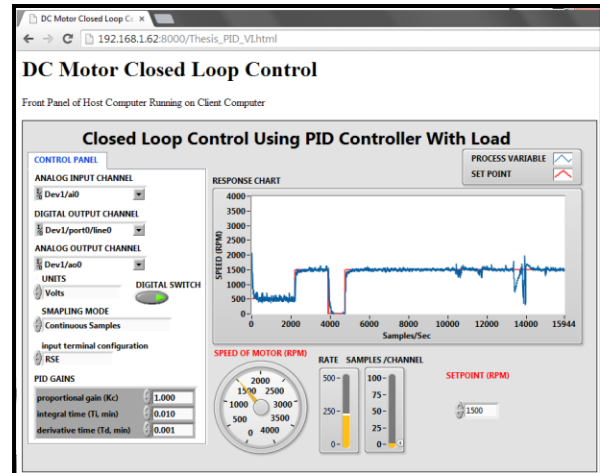 DC Motor Closed Loop Cc
192.168.1.62:8000/Thesis_PID_VI.html
DC Motor Closed Loop Control
Front Panel of Host Computer Running on Client Computer
Closed Loop Control Using PID Controller With Load
CONTROL PANEL
PROCESS VARIABLE
SET POINT
ANALOG INPUT CHANNEL
Dev1/ai0
DIGITAL OUTPUT CHANNEL
Dev1/port0/line0
ANALOG OUTPUT CHANNEL
Dev1/ao0
UNITS
Volts
DIGITAL SWITCH
SMAPLING MODE
Continuous Samples
input terminal configuration
RSE
PID GAINS
proportional gain (Kc) 1.000
integral time (Ti, min) 0.010
derivative time (Td, min) 0.001
RESPONSE CHART
SPEED (RPM)
4000
3500
3000
2500
2000
1500
1000
500
0
0 2000 4000 6000 8000 10000 12000 14000 15944
Samples/Sec
SPEED OF MOTOR (RPM)
0 500 1000 1500 2000 2500 3000 3500 4000
RATE
500
250
0
SAMPLES /CHANNEL
100
75
50
25
0
SETPOINT (RPM)
1500